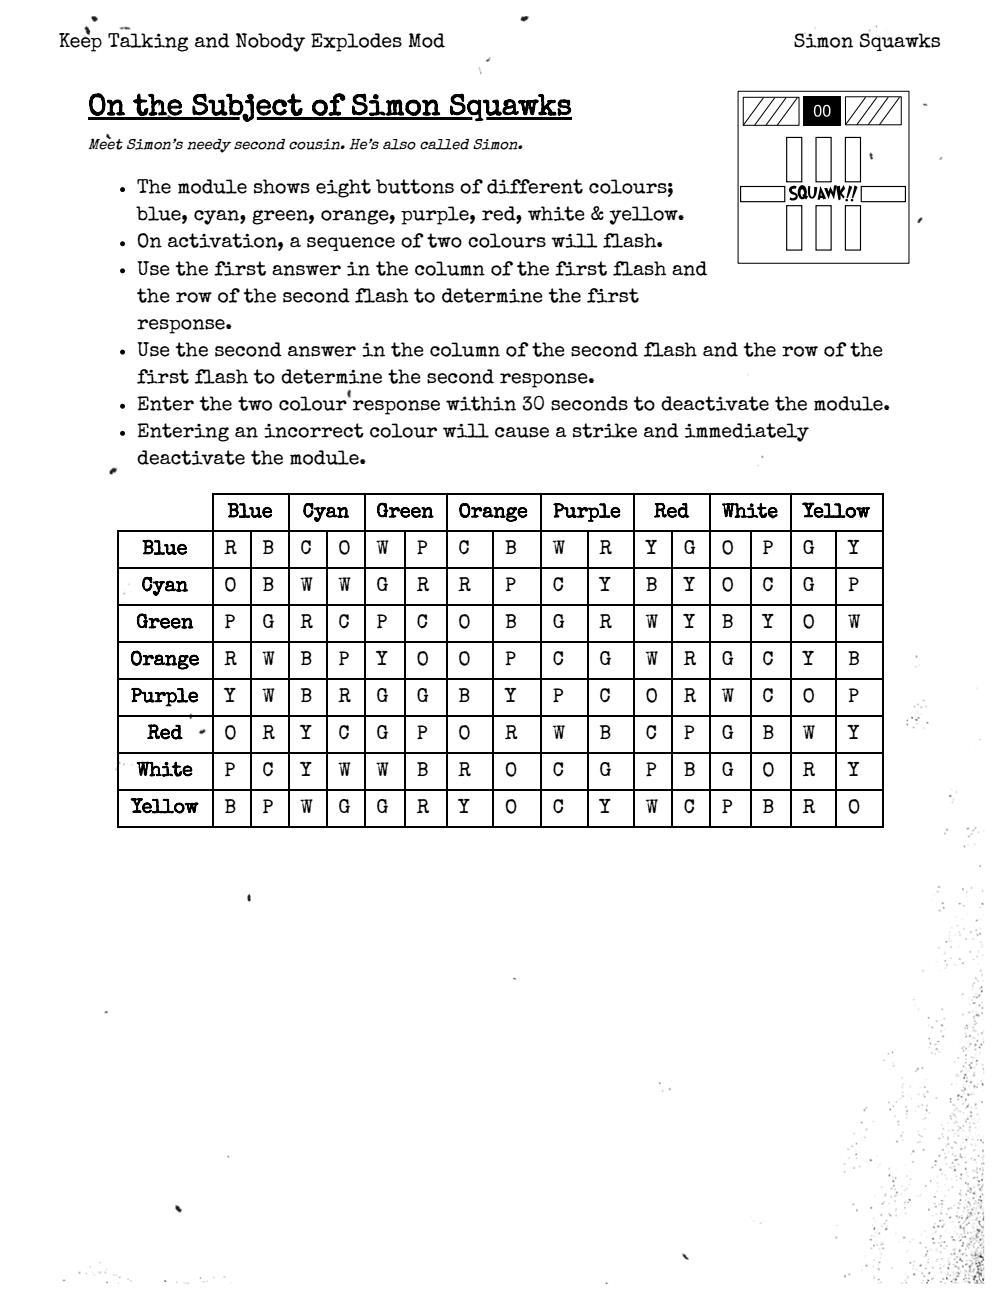 Keep Talking and Nobody Explodes Mod
Simon Squawks
On the Subject of Simon Squawks
Meet Simon's needy second cousin. He's also called Simon.
00
SQUAWK!!
• The module shows eight buttons of different colours;
blue, cyan, green, orange, purple, red, white & yellow.
• On activation, a sequence of two colours will flash.
• Use the first answer in the column of the first flash and
the row of the second flash to determine the first
response.
• Use the second answer in the column of the second flash and the row of the
first flash to determine the second response.
• Enter the two colour response within 30 seconds to deactivate the module.
• Entering an incorrect colour will cause a strike and immediately
deactivate the module.
Blue Cyan Green Orange Purple Red White Yellow
Blue R B C O W P C B W R Y G O P G Y
Cyan O B W W G R R P C Y B Y O C G P
Green P G R C P C O B G R W Y B Y O W
Orange R W B P Y O O P C G W R G C Y B
Purple Y W B R G G B Y P C O R W C O P
Red O R Y C G P O R W B C P G B W Y
White P C Y W W B R O C G P B G O R Y
Yellow B P W G G R Y O C Y W C P B R O